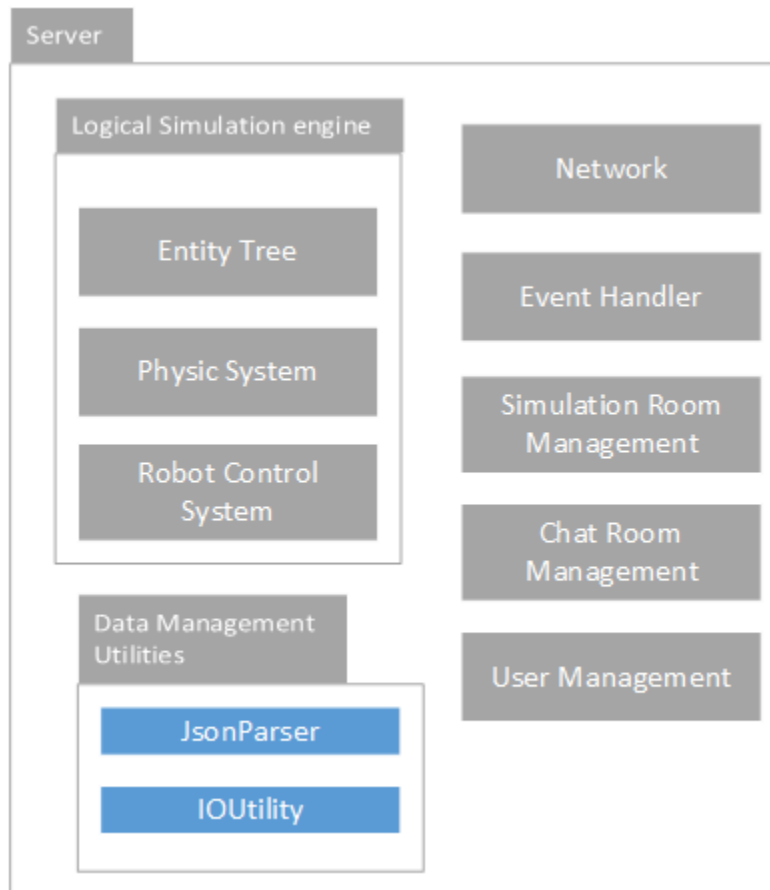 Server
Logical Simulation engine
Entity Tree
Physic System
Robot Control
System
Data Management
Utilities
JsonParser
IOUtility
Network
Event Handler
Simulation Room
Management
Chat Room
Management
User Management